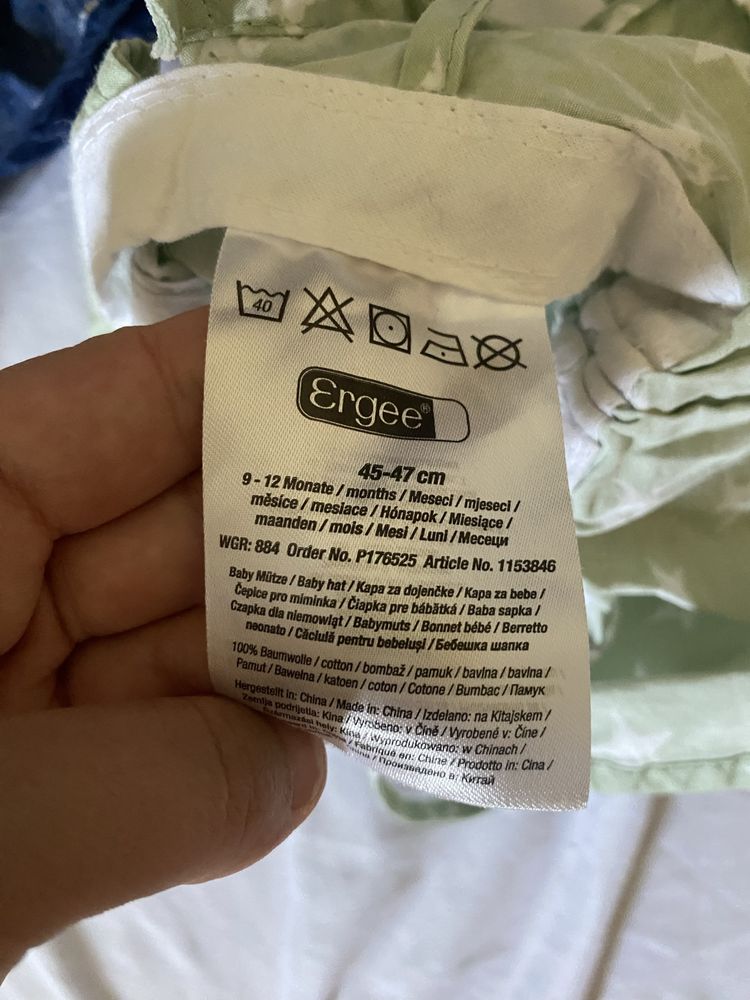 40
ergee®
45-47 cm
9 - 12 Monate / months / Meseci / mjeseci /
měsíce / mesiace / Hónapok / Miesiące /
maanden / mois / Mesi / Luni / Месеци
WGR: 884 Order No. P176525 Article No. 1153846
Baby Mütze / Baby hat / Kapa za dojenčke / Kapa za bebe /
Čepice pro miminka / Čiapka pre bábätká / Baba sapka /
Czapka dla niemowląt / Babymuts / Bonnet bébé / Berretto
neonato / Căciulă pentru bebeluși / Бебешка шапка
100% Baumwolle / cotton / bombaž / pamuk / bavlna / bavlna /
Pamut / Bawełna / katoen / coton / Cotone / Bumbac / Памук
Hergestellt in: China / Made in: China / Izdelano: na Kitajskem /
Zemlja podrijetla: Kina / Vyrobeno: v Číně / Vyrobené v: Číne /
Származási hely: Kína / Wyprodukowano: w Chinach /
/ Fabriqué en: Chine / Prodotto in: Cina /
/ Произведено в: Китай